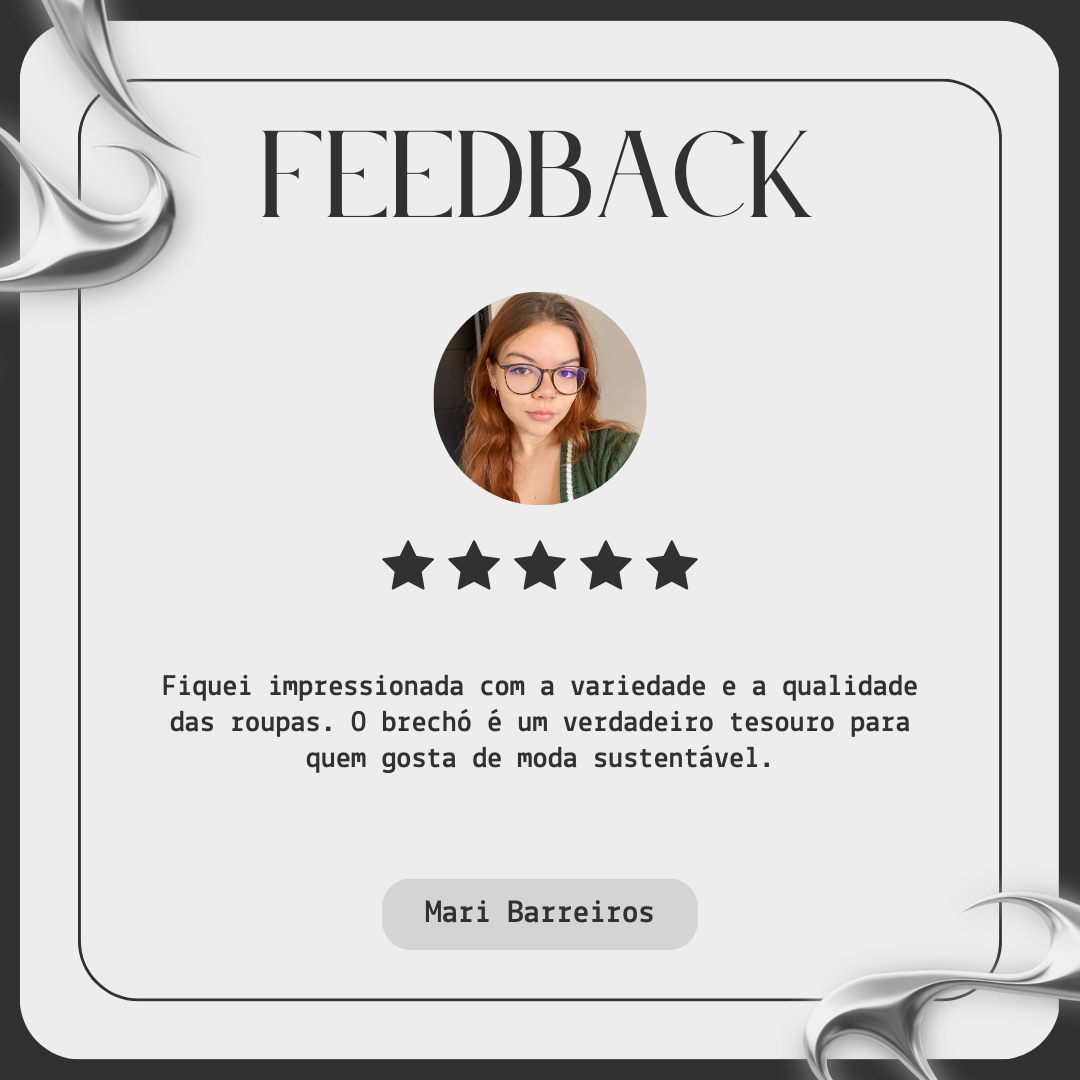 FEEDBACK
Fiquei impressionada com a variedade e a qualidade
das roupas. O brechó é um verdadeiro tesouro para
quem gosta de moda sustentável.
Mari Barreiros